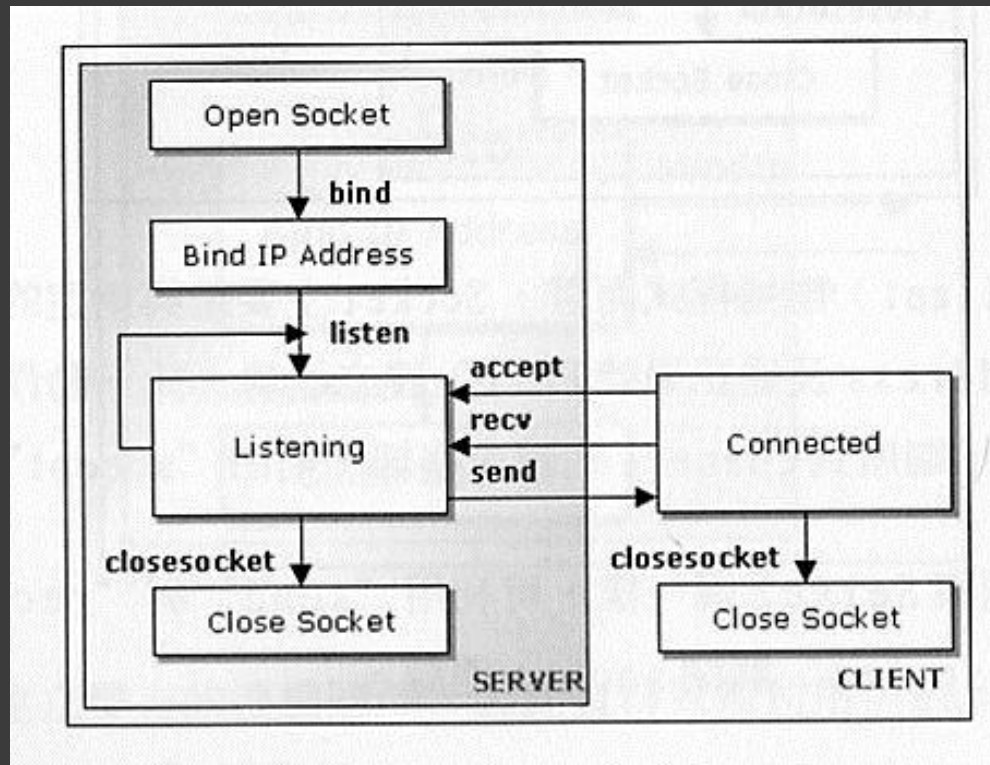 Open Socket
bind
Bind IP Address
listen
Listening
accept
recv
send
Connected
closesocket
Close Socket
SERVER
closesocket
Close Socket
CLIENT